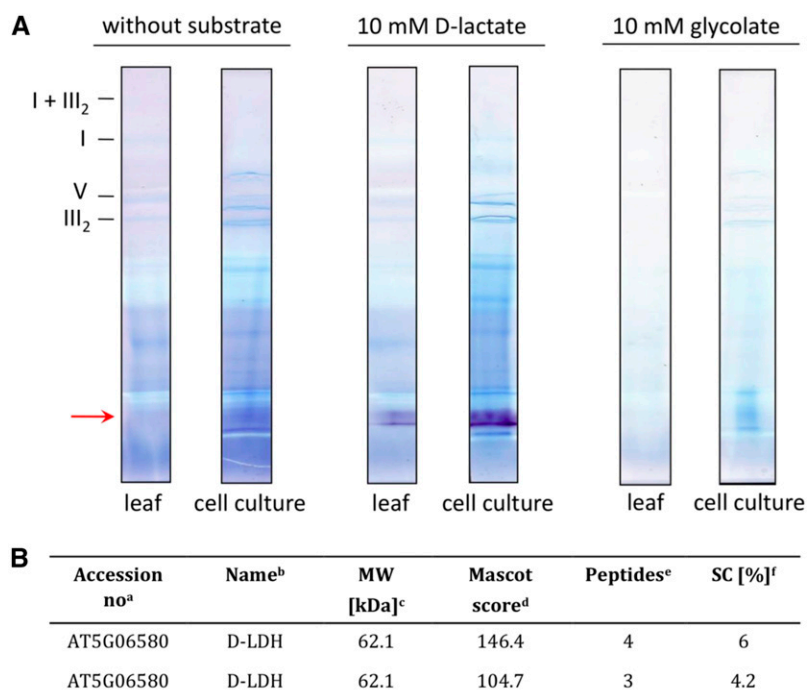 A
without substrate 10 mM D-lactate 10 mM glycolate
I + III₂
I
V
III₂
leaf cell culture leaf cell culture leaf cell culture
B
Accession noᵃ Nameᵇ MW [kDa]ᶜ Mascot scoreᵈ Peptidesᵉ SC [%]ᶠ
AT5G06580 D-LDH 62.1 146.4 4 6
AT5G06580 D-LDH 62.1 104.7 3 4.2